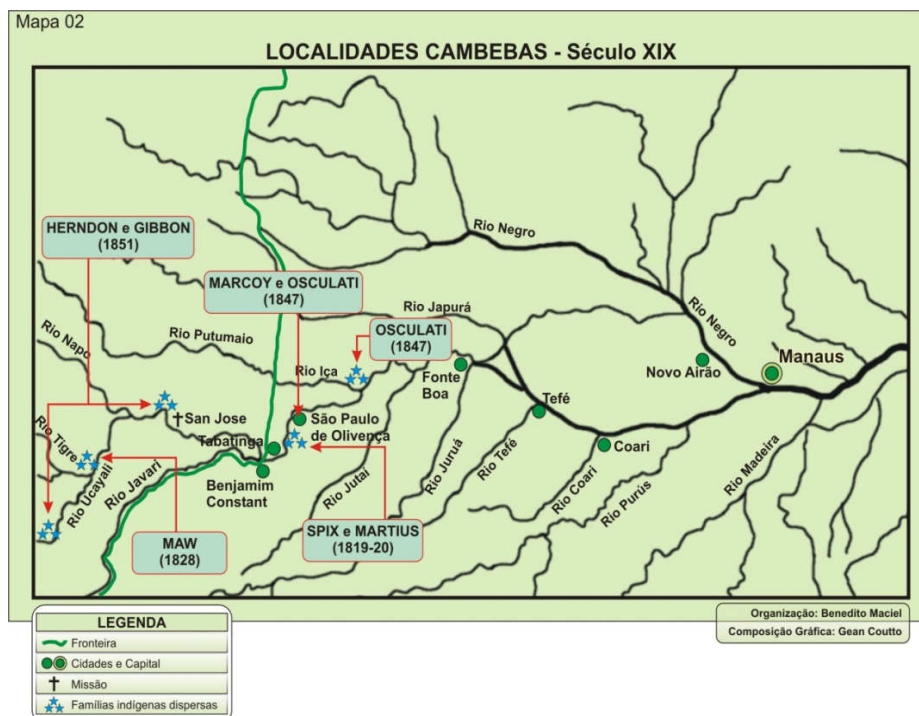 Mapa 02
LOCALIDADES CAMBEBAS - Século XIX
HERNDON e GIBBON
(1851)
MARCOY e OSCULATI
(1847)
OSCULATI
(1847)
Rio Negro
Rio Negro
Rio Japurá
Rio Putumaio
Rio Napo
Rio Iça
Fonte
Boa
Novo Airão
Manaus
San Jose
São Paulo
de Olivença
Tabatinga
Tefé
Coari
Rio Tigre
Rio Ucayali
Rio Javari
Benjamim
Constant
Rio Jutai
Rio Juruá
Rio Tefé
Rio Coari
Rio Purús
Rio Madeira
MAW
(1828)
SPIX e MARTIUS
(1819-20)
LEGENDA
Fronteira
Cidades e Capital
Missão
Famílias indígenas dispersas
Organização: Benedito Maciel
Composição Gráfica: Gean Coutto